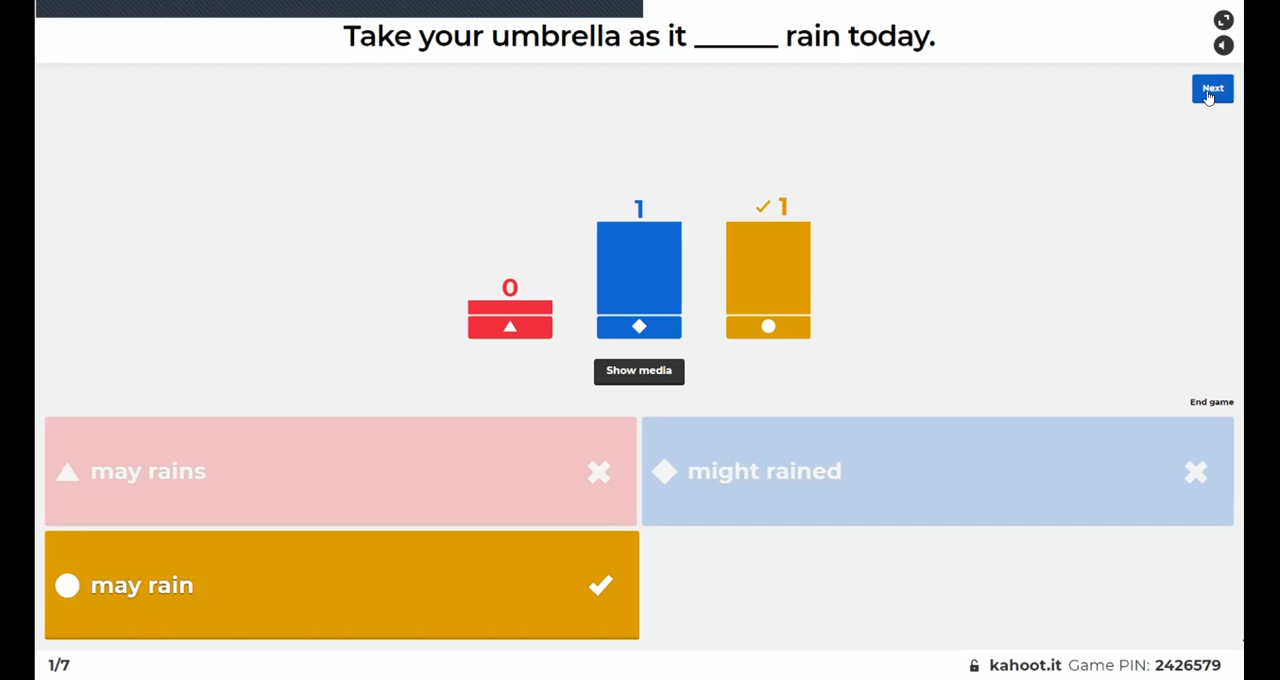 Take your umbrella as it ______ rain today.
Next
0
1
1
Show media
End game
may rains
might rained
may rain
1/7
kahoot.it Game PIN: 2426579